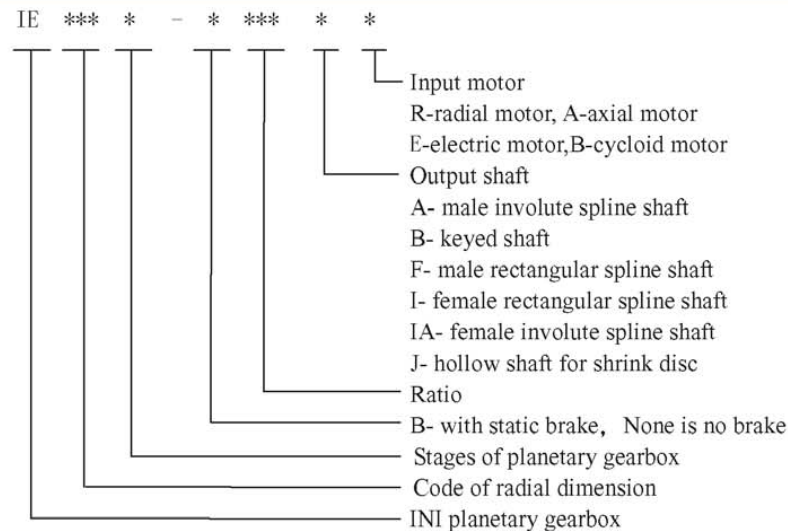 IE *** * - * *** * *
Input motor
R-radial motor, A-axial motor
E-electric motor,B-cycloid motor
Output shaft
A- male involute spline shaft
B- keyed shaft
F- male rectangular spline shaft
I- female rectangular spline shaft
IA- female involute spline shaft
J- hollow shaft for shrink disc
Ratio
B- with static brake，None is no brake
Stages of planetary gearbox
Code of radial dimension
INI planetary gearbox